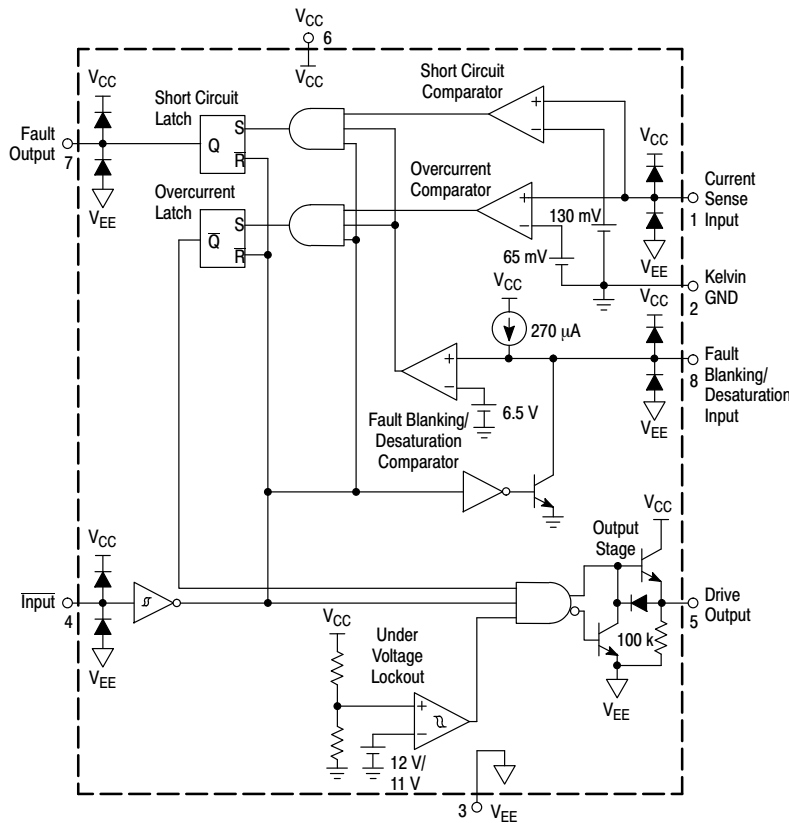 VCC
6
VCC
VCC
Short Circuit
Latch
Short Circuit
Comparator
S
Q
R
+
−
VCC
Fault
Output
7
VEE
Overcurrent
Latch
Overcurrent
Comparator
S
Q
R
+
−
130 mV
65 mV
Current
Sense
Input
1
VEE
Kelvin
GND
2
VCC
270 μA
VCC
+
−
6.5 V
Fault
Blanking/
Desaturation
Input
8
VEE
Fault Blanking/
Desaturation
Comparator
VCC
Output
Stage
VCC
Input
4
VEE
Drive
Output
5
100 k
VEE
VCC
Under
Voltage
Lockout
+
−
12 V/
11 V
3
VEE